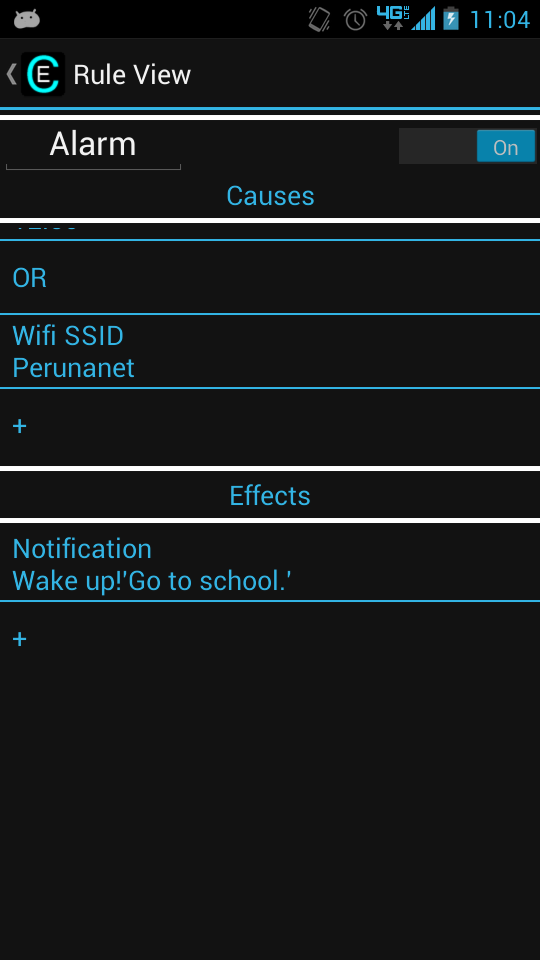 4G LTE 11:04
E Rule View
Alarm On
Causes
OR
Wifi SSID
Perunanet
+
Effects
Notification
Wake up!'Go to school.'
+